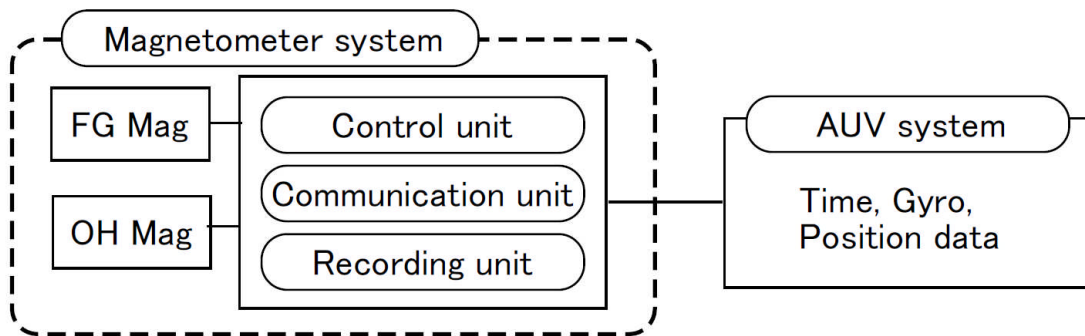 Magnetometer system
FG Mag
OH Mag
Control unit
Communication unit
Recording unit
AUV system
Time, Gyro,
Position data